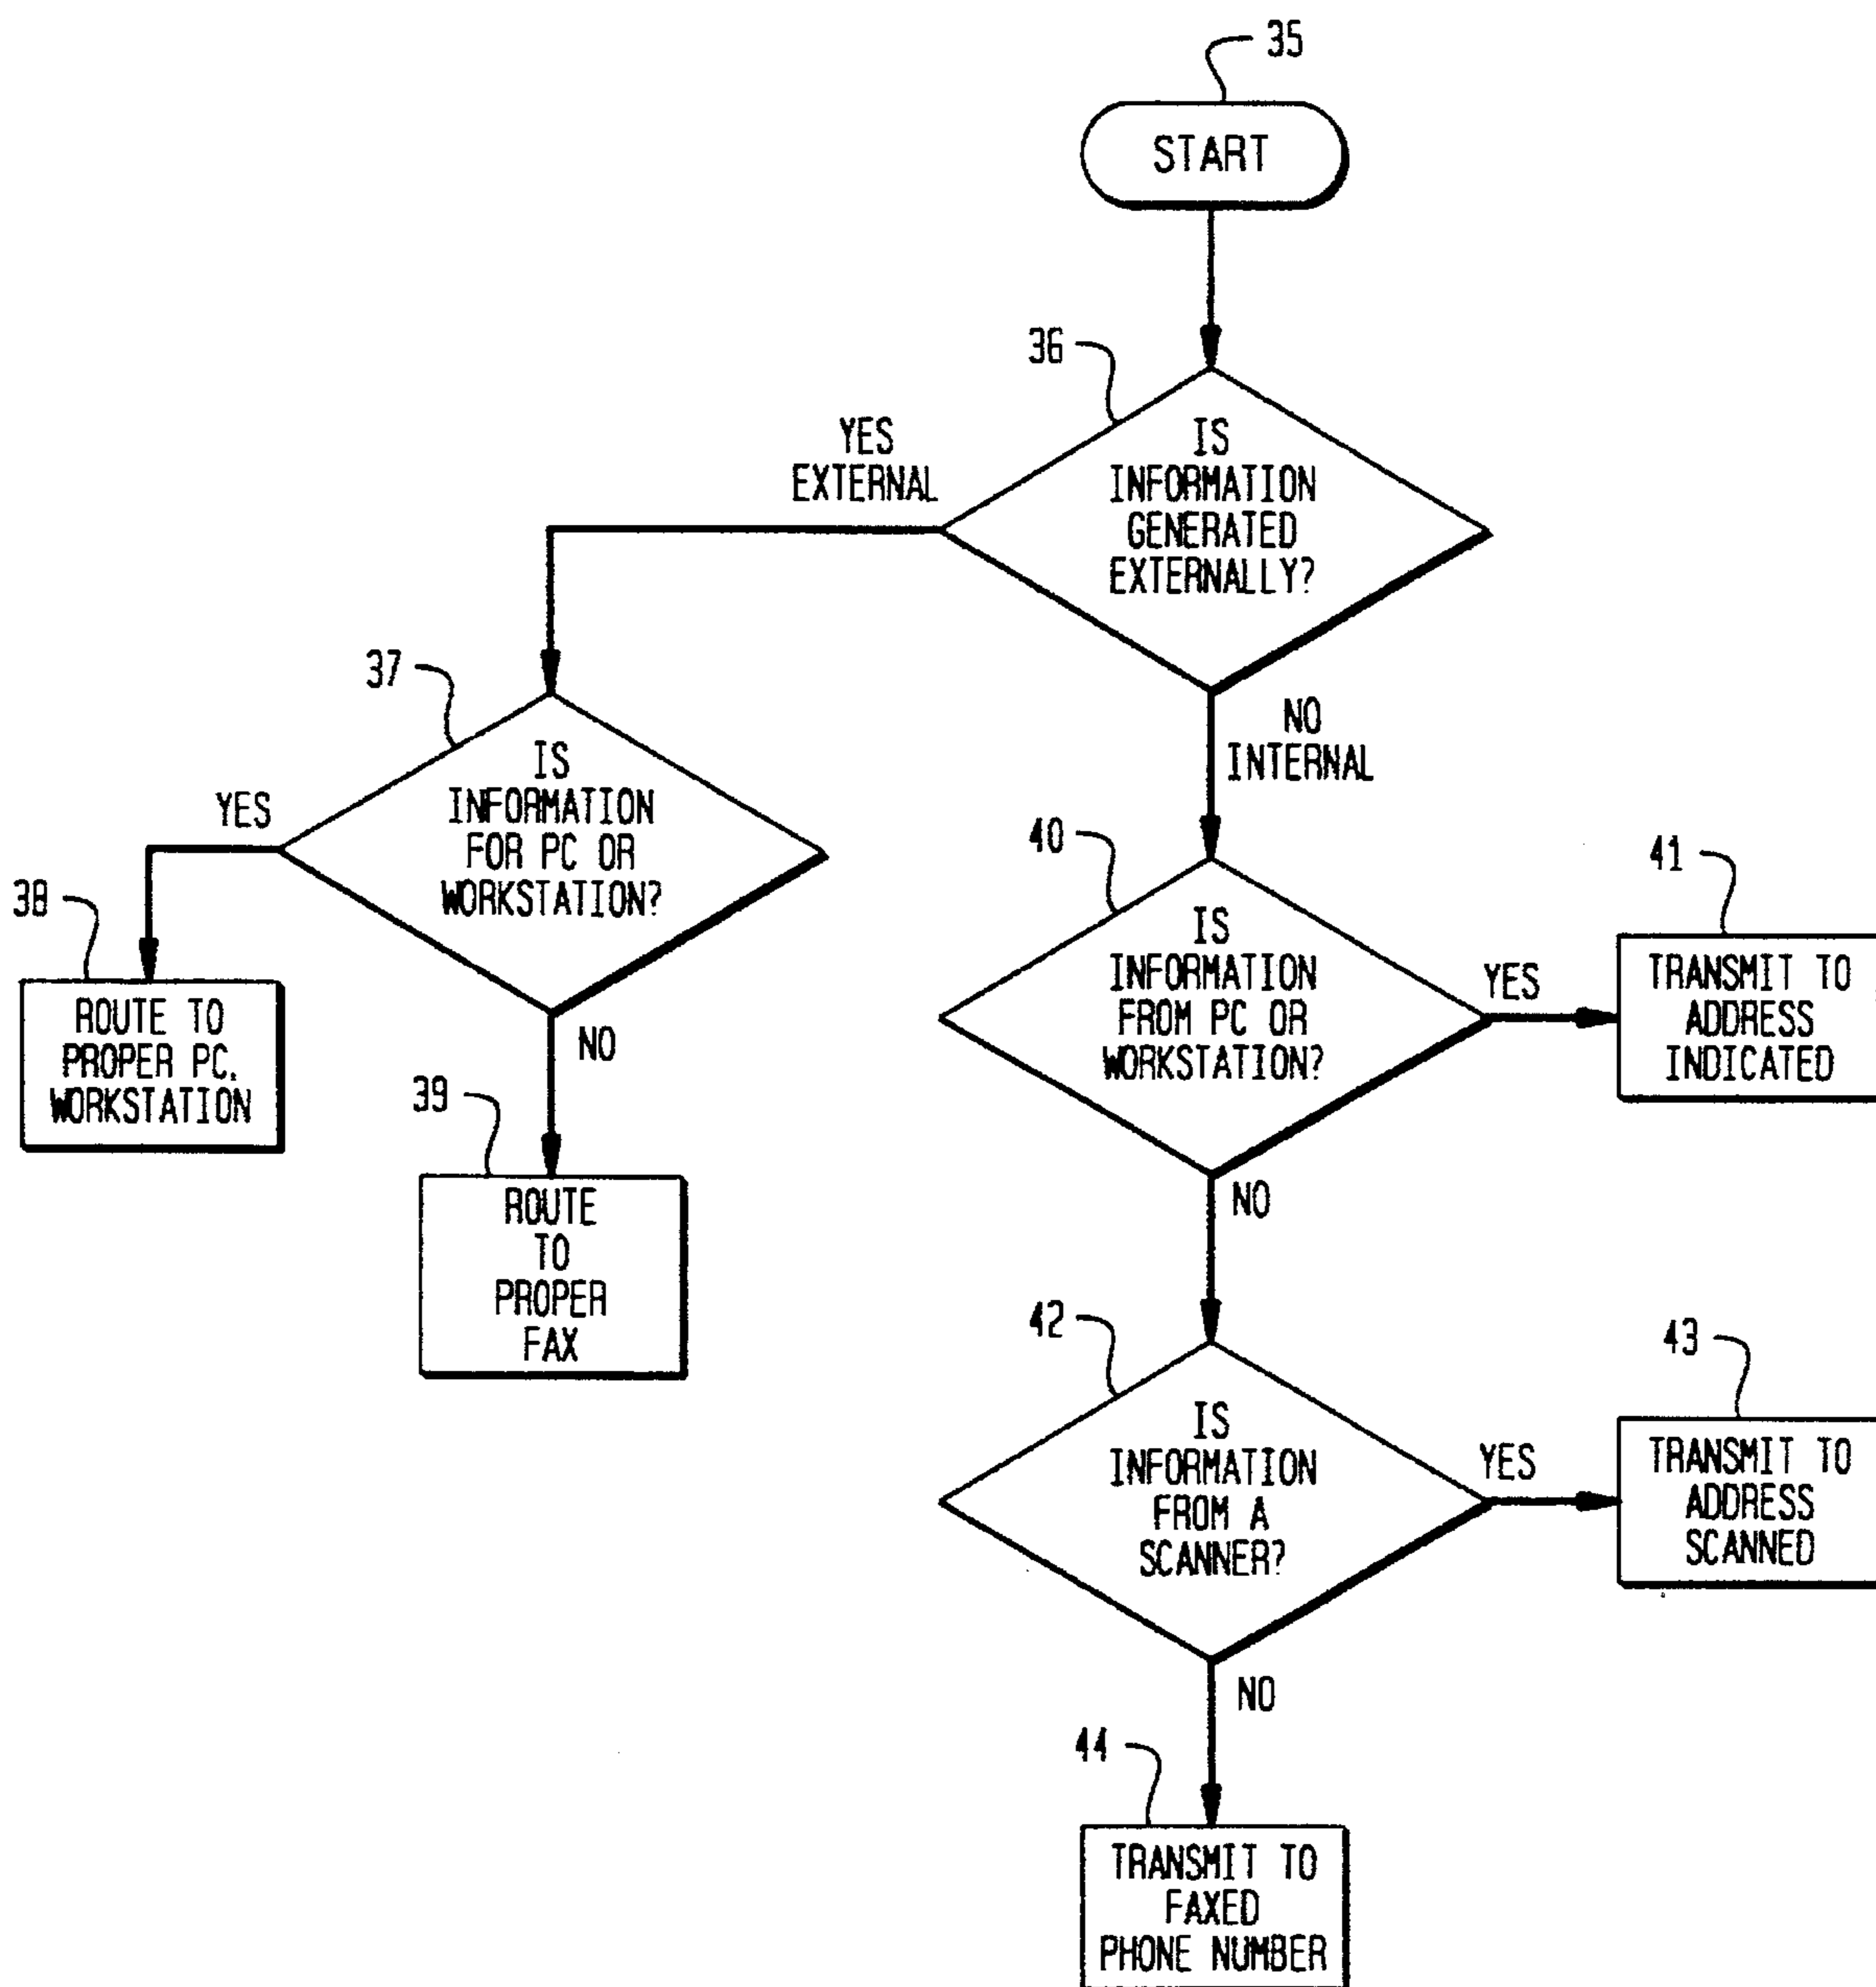 35
START
36
YES
EXTERNAL
IS
INFORMATION
GENERATED
EXTERNALLY?
NO
INTERNAL
37
IS
INFORMATION
FOR PC OR
WORKSTATION?
YES
38
ROUTE TO
PROPER PC.
WORKSTATION
NO
39
ROUTE
TO
PROPER
FAX
40
IS
INFORMATION
FROM PC OR
WORKSTATION?
YES
41
TRANSMIT TO
ADDRESS
INDICATED
NO
42
IS
INFORMATION
FROM A
SCANNER?
YES
43
TRANSMIT TO
ADDRESS
SCANNED
NO
44
TRANSMIT TO
FAXED
PHONE NUMBER